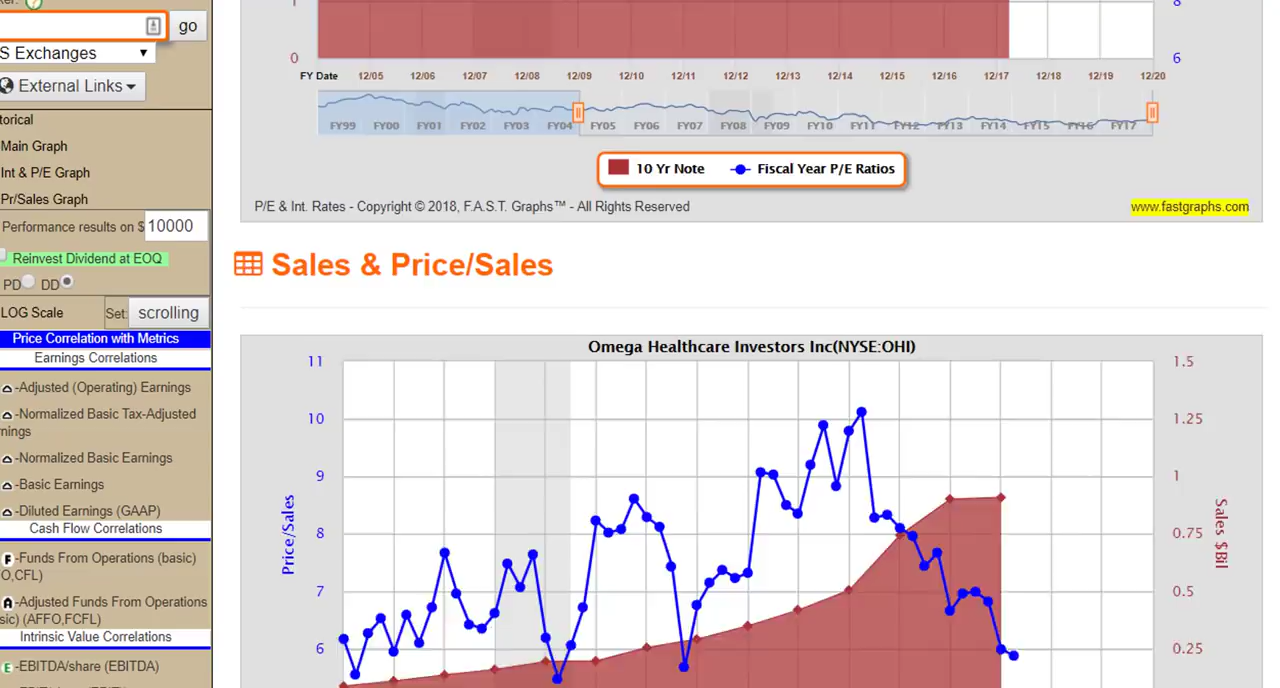 ker:
go
S Exchanges
External Links
torical
Main Graph
Int & P/E Graph
Pr/Sales Graph
Performance results on $ 10000
Reinvest Dividend at EOQ
PD DD
LOG Scale Set: scrolling
Price Correlation with Metrics
Earnings Correlations
-Adjusted (Operating) Earnings
-Normalized Basic Tax-Adjusted
nings
-Normalized Basic Earnings
-Basic Earnings
-Diluted Earnings (GAAP)
Cash Flow Correlations
F-Funds From Operations (basic)
O,CFL)
A-Adjusted Funds From Operations
sic) (AFFO,FCFL)
Intrinsic Value Correlations
E-EBITDA/share (EBITDA)
1 8
0 6
FY Date 12/05 12/06 12/07 12/08 12/09 12/10 12/11 12/12 12/13 12/14 12/15 12/16 12/17 12/18 12/19 12/20
FY99 FY00 FY01 FY02 FY03 FY04 FY05 FY06 FY07 FY08 FY09 FY10 FY11 FY12 FY13 FY14 FY15 FY16 FY17
10 Yr Note Fiscal Year P/E Ratios
P/E & Int. Rates - Copyright © 2018, F.A.S.T. Graphs™ - All Rights Reserved www.fastgraphs.com
Sales & Price/Sales
Omega Healthcare Investors Inc(NYSE:OHI)
11 1.5
10 1.25
9 1
8 0.75
7 0.5
6 0.25
Price/Sales
Sales $Bil